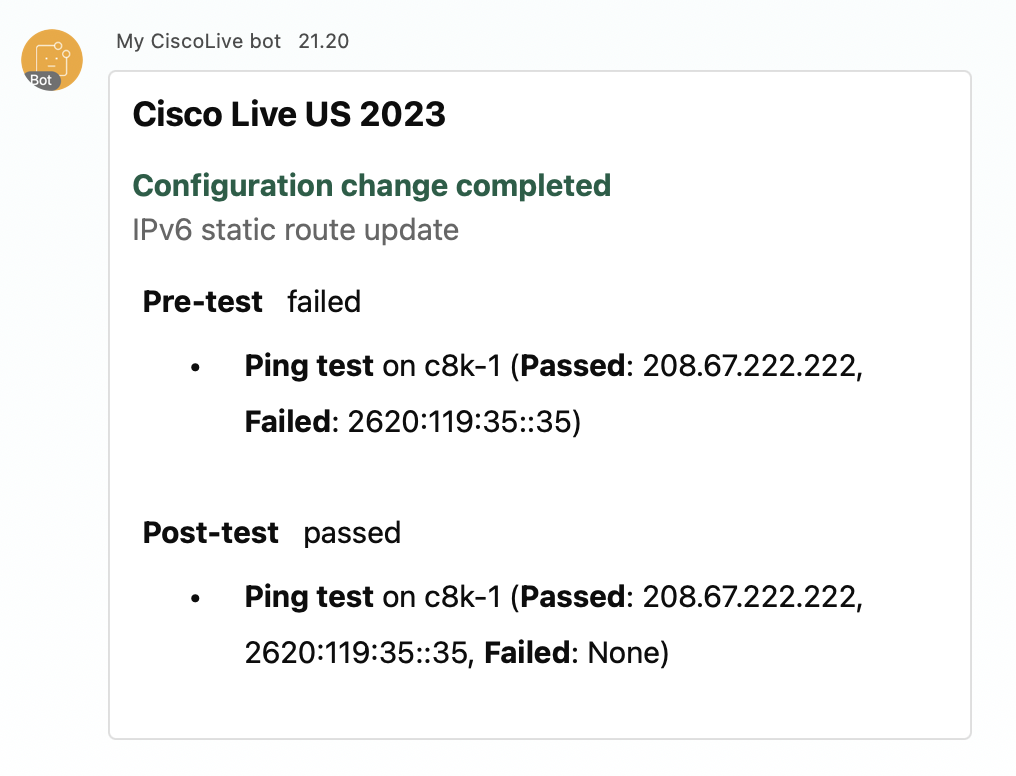 My CiscoLive bot 21.20
Bot
Cisco Live US 2023
Configuration change completed
IPv6 static route update
Pre-test failed
• Ping test on c8k-1 (Passed: 208.67.222.222,
Failed: 2620:119:35::35)
Post-test passed
• Ping test on c8k-1 (Passed: 208.67.222.222,
2620:119:35::35, Failed: None)